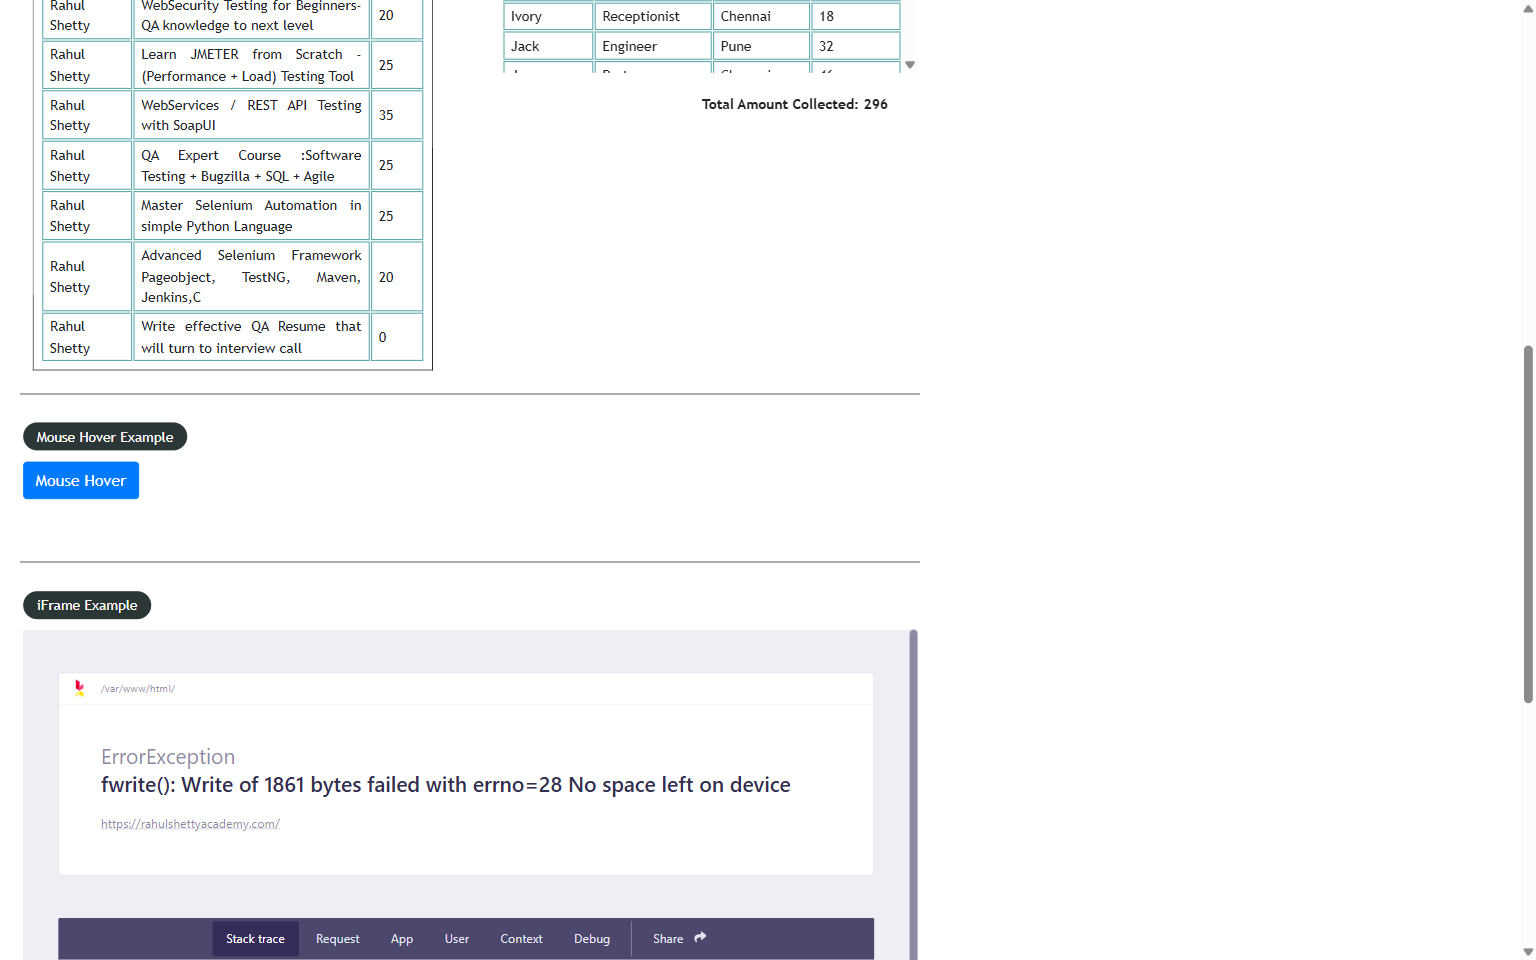 Rahul
Shetty
WebSecurity Testing for Beginners-
QA knowledge to next level
20
Rahul
Shetty
Learn JMETER from Scratch -
(Performance + Load) Testing Tool
25
Rahul
Shetty
WebServices / REST API Testing
with SoapUI
35
Rahul
Shetty
QA Expert Course :Software
Testing + Bugzilla + SQL + Agile
25
Rahul
Shetty
Master Selenium Automation in
simple Python Language
25
Rahul
Shetty
Advanced Selenium Framework
Pageobject, TestNG, Maven,
Jenkins,C
20
Rahul
Shetty
Write effective QA Resume that
will turn to interview call
0
Ivory Receptionist Chennai 18
Jack Engineer Pune 32
Total Amount Collected: 296
Mouse Hover Example
Mouse Hover
iFrame Example
/var/www/html/
ErrorException
fwrite(): Write of 1861 bytes failed with errno=28 No space left on device
https://rahulshettyacademy.com/
Stack trace Request App User Context Debug Share